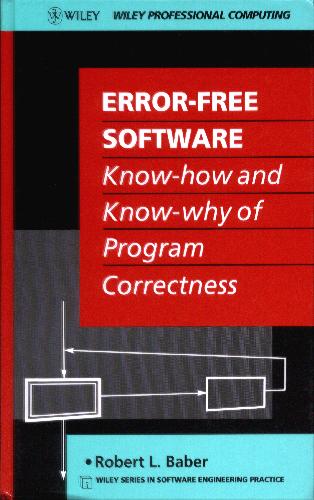 WILEY WILEY PROFESSIONAL COMPUTING
ERROR-FREE
SOFTWARE
Know-how and
Know-why of
Program
Correctness
• Robert L. Baber
WILEY SERIES IN SOFTWARE ENGINEERING PRACTICE